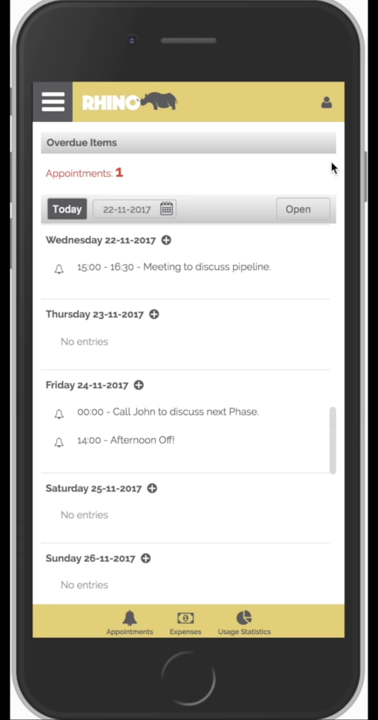 RHINO
Overdue Items
Appointments: 1
Today 22-11-2017 Open
Wednesday 22-11-2017
15:00 - 16:30 - Meeting to discuss pipeline.
Thursday 23-11-2017
No entries
Friday 24-11-2017
00:00 - Call John to discuss next Phase.
14:00 - Afternoon Off!
Saturday 25-11-2017
No entries
Sunday 26-11-2017
No entries
Appointments Expenses Usage Statistics